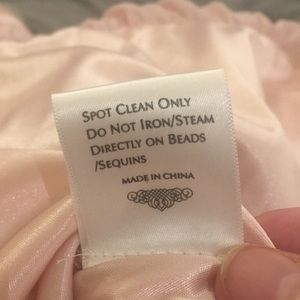 SPOT CLEAN ONLY
DO NOT IRON/STEAM
DIRECTLY ON BEADS
/SEQUINS
MADE IN CHINA